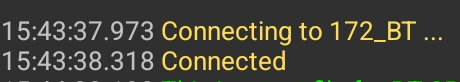 15:43:37.973 Connecting to 172_BT ...
15:43:38.318 Connected